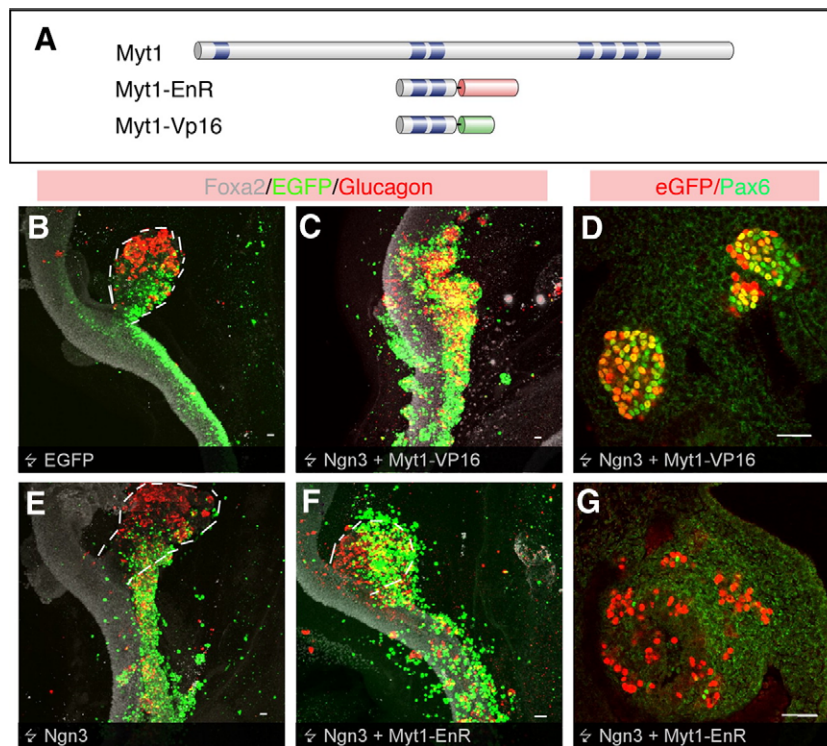 A
Myt1
Myt1-EnR
Myt1-Vp16
Foxa2/EGFP/Glucagon
eGFP/Pax6
B
EGFP
C
Ngn3 + Myt1-VP16
D
Ngn3 + Myt1-VP16
E
Ngn3
F
Ngn3 + Myt1-EnR
G
Ngn3 + Myt1-EnR